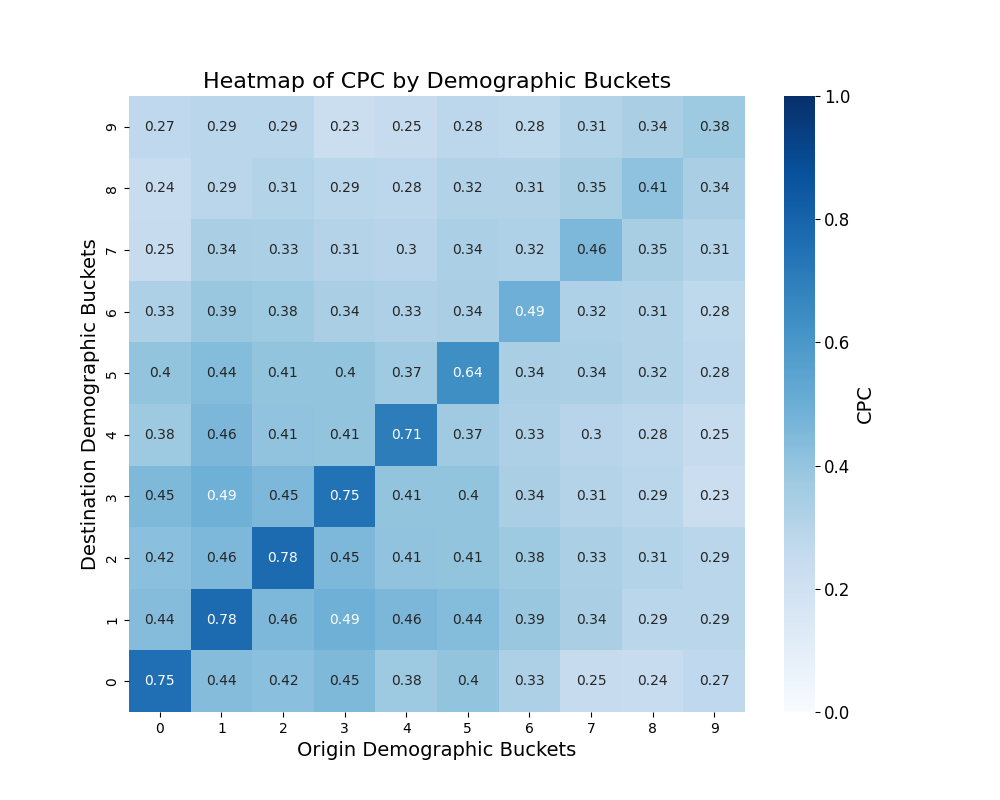 Heatmap of CPC by Demographic Buckets
9 0.27 0.29 0.29 0.23 0.25 0.28 0.28 0.31 0.34 0.38
8 0.24 0.29 0.31 0.29 0.28 0.32 0.31 0.35 0.41 0.34
7 0.25 0.34 0.33 0.31 0.3 0.34 0.32 0.46 0.35 0.31
6 0.33 0.39 0.38 0.34 0.33 0.34 0.49 0.32 0.31 0.28
5 0.4 0.44 0.41 0.4 0.37 0.64 0.34 0.34 0.32 0.28
4 0.38 0.46 0.41 0.41 0.71 0.37 0.33 0.3 0.28 0.25
3 0.45 0.49 0.45 0.75 0.41 0.4 0.34 0.31 0.29 0.23
2 0.42 0.46 0.78 0.45 0.41 0.41 0.38 0.33 0.31 0.29
1 0.44 0.78 0.46 0.49 0.46 0.44 0.39 0.34 0.29 0.29
0 0.75 0.44 0.42 0.45 0.38 0.4 0.33 0.25 0.24 0.27
0 1 2 3 4 5 6 7 8 9
Origin Demographic Buckets
Destination Demographic Buckets
1.0
0.8
0.6
0.4
0.2
0.0
CPC